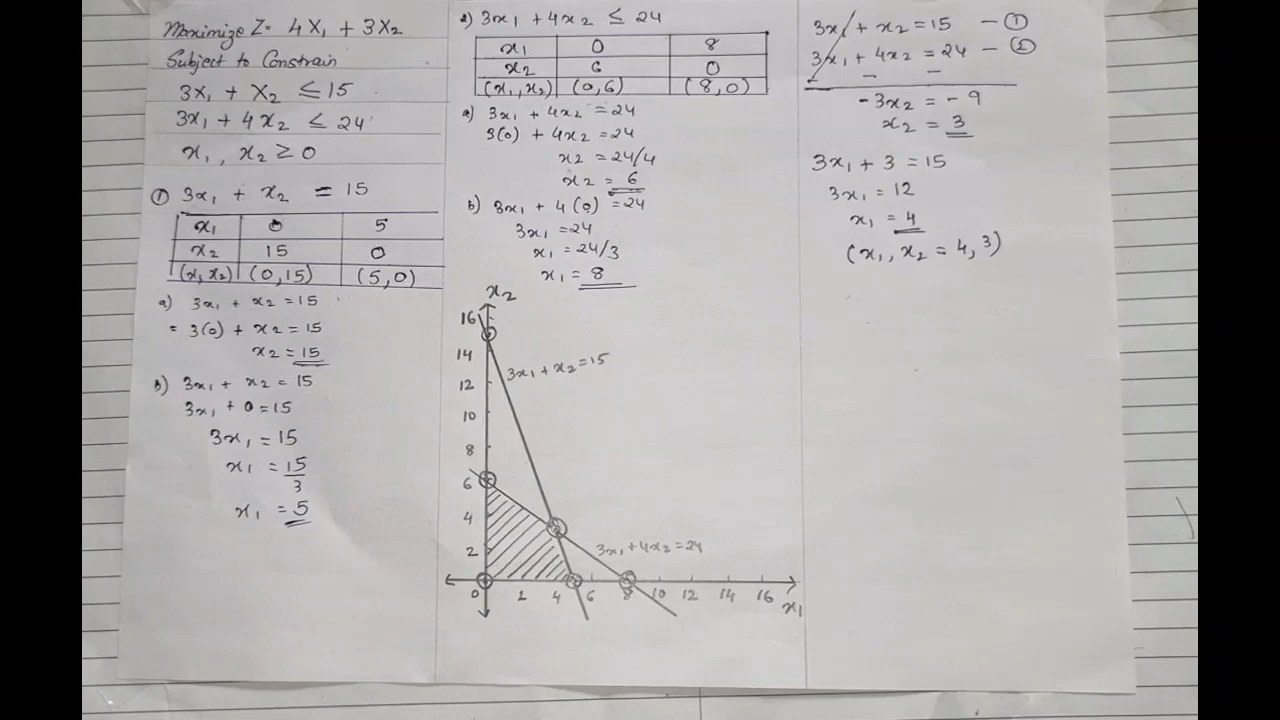 Maximize Z= 4X₁ + 3X₂
Subject to Constrain
3X₁ + X₂ ≤ 15
3x₁ + 4x₂ ≤ 24
x₁, x₂ ≥ 0
① 3x₁ + x₂ = 15
x₁ 0 5
x₂ 15 0
(x₁ x₂) (0,15) (5,0)
a) 3x₁ + x₂ = 15
= 3(0) + x₂ = 15
x₂ = 15
b) 3x₁ + x₂ = 15
3x₁ + 0 = 15
3x₁ = 15
x₁ = 15/3
x₁ = 5
2) 3x₁ + 4x₂ ≤ 24
x₁ 0 8
x₂ 6 0
(x₁, x₂) (0,6) (8,0)
a) 3x₁ + 4x₂ = 24
3(0) + 4x₂ = 24
x₂ = 24/4
x₂ = 6
b) 3x₁ + 4(0) = 24
3x₁ = 24
x₁ = 24/3
x₁ = 8
x₂
16
14
3x₁ + x₂ = 15
12
10
8
6
4
2
3x₁ + 4x₂ = 24
0 2 4 6 8 10 12 14 16 x₁
3x₁ + x₂ = 15 – ①
3x₁ + 4x₂ = 24 – ②
– –
-3x₂ = -9
x₂ = 3
3x₁ + 3 = 15
3x₁ = 12
x₁ = 4
(x₁, x₂ = 4, 3)